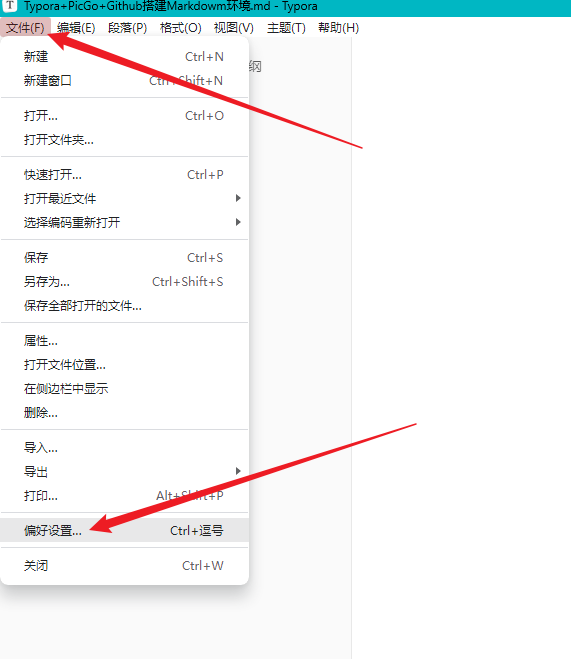 T Typora+PicGo+Github搭建Markdowm环境.md - Typora
文件(F) 编辑(E) 段落(P) 格式(O) 视图(V) 主题(T) 帮助(H)
新建 Ctrl+N
纲
新建窗口 Ctrl+Shift+N
打开... Ctrl+O
打开文件夹...
快速打开... Ctrl+P
打开最近文件
选择编码重新打开
保存 Ctrl+S
另存为... Ctrl+Shift+S
保存全部打开的文件...
属性...
打开文件位置...
在侧边栏中显示
删除...
导入...
导出
打印... Alt+Shift+P
偏好设置... Ctrl+逗号
关闭 Ctrl+W